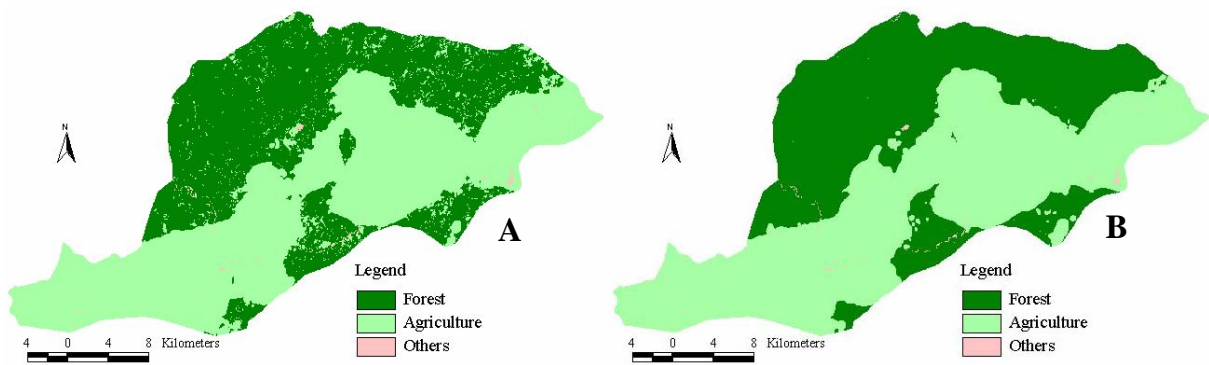 N
A
Legend
Forest
Agriculture
Others
4 0 4 8 Kilometers
N
B
Legend
Forest
Agriculture
Others
4 0 4 8 Kilometers